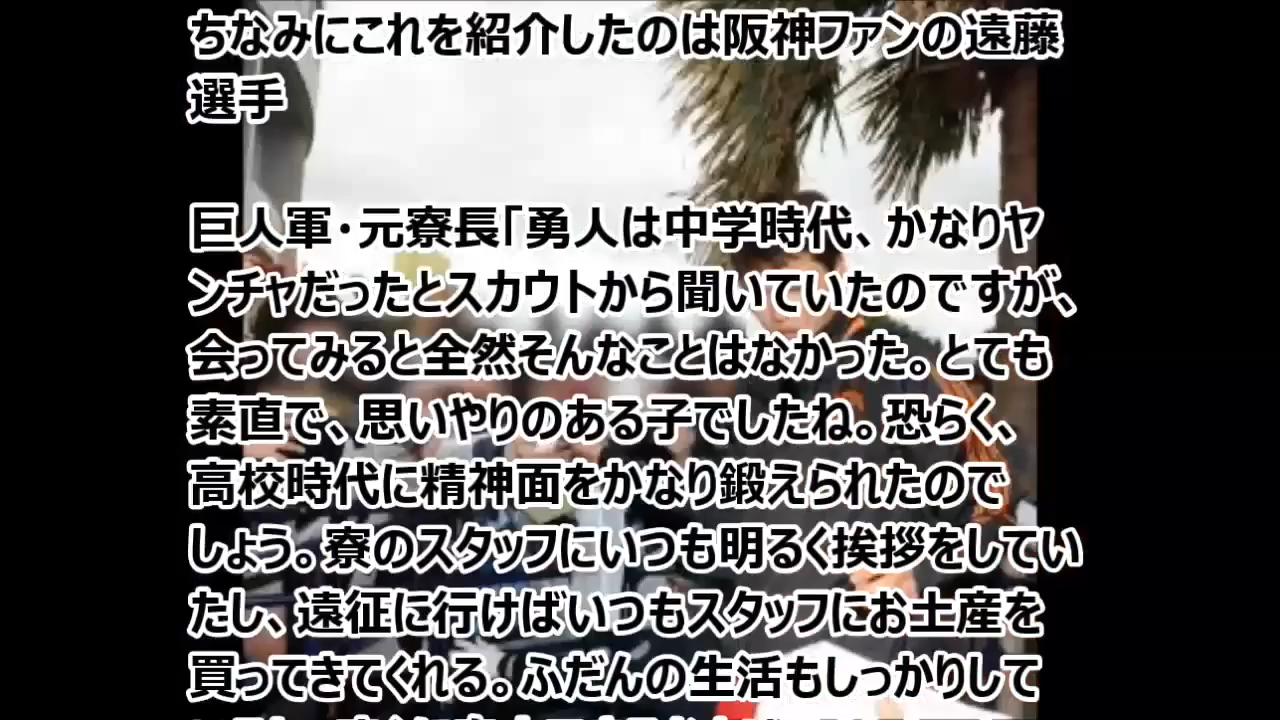 ちなみにこれを紹介したのは阪神ファンの遠藤
選手
巨人軍・元寮長「勇人は中学時代、かなりヤ
ンチャだったとスカウトから聞いていたのですが、
会ってみると全然そんなことはなかった。とても
素直で、思いやりのある子でしたね。恐らく、
高校時代に精神面をかなり鍛えられたので
しょう。寮のスタッフにいつも明るく挨拶をしてい
たし、遠征に行けばいつもスタッフにお土産を
買ってきてくれる。ふだんの生活もしっかりして